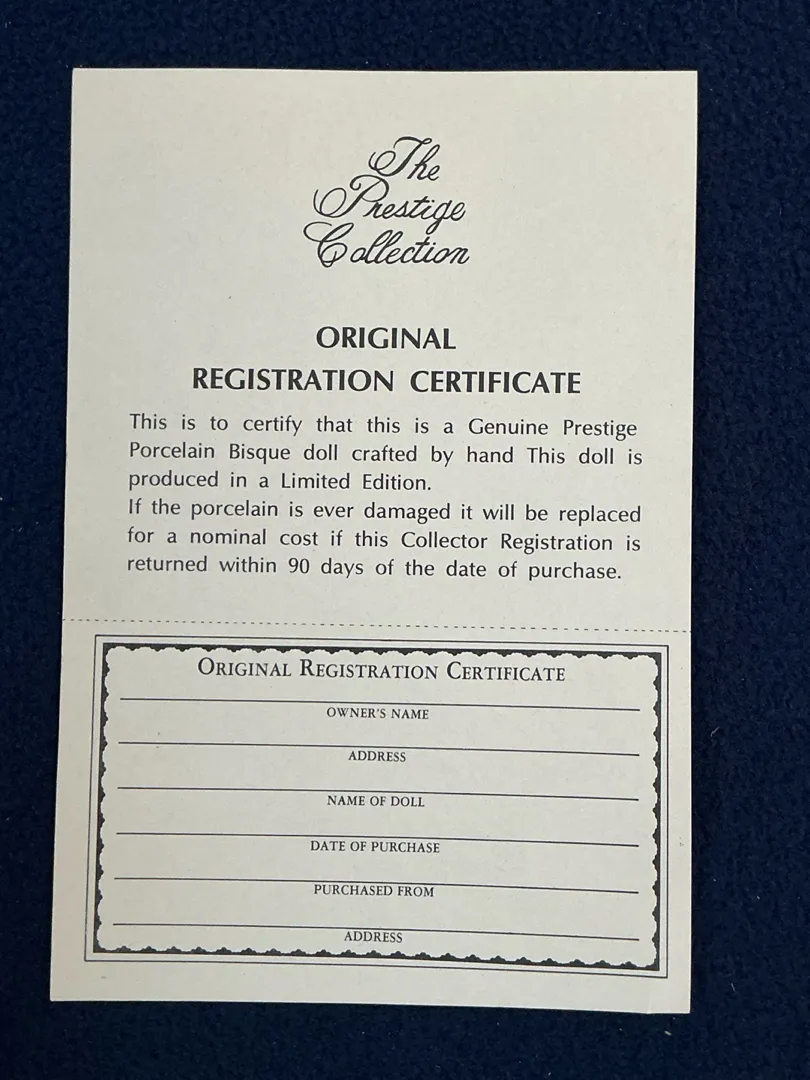 The
Prestige
Collection
ORIGINAL
REGISTRATION CERTIFICATE
This is to certify that this is a Genuine Prestige
Porcelain Bisque doll crafted by hand This doll is
produced in a Limited Edition.
If the porcelain is ever damaged it will be replaced
for a nominal cost if this Collector Registration is
returned within 90 days of the date of purchase.
ORIGINAL REGISTRATION CERTIFICATE
OWNER'S NAME
ADDRESS
NAME OF DOLL
DATE OF PURCHASE
PURCHASED FROM
ADDRESS